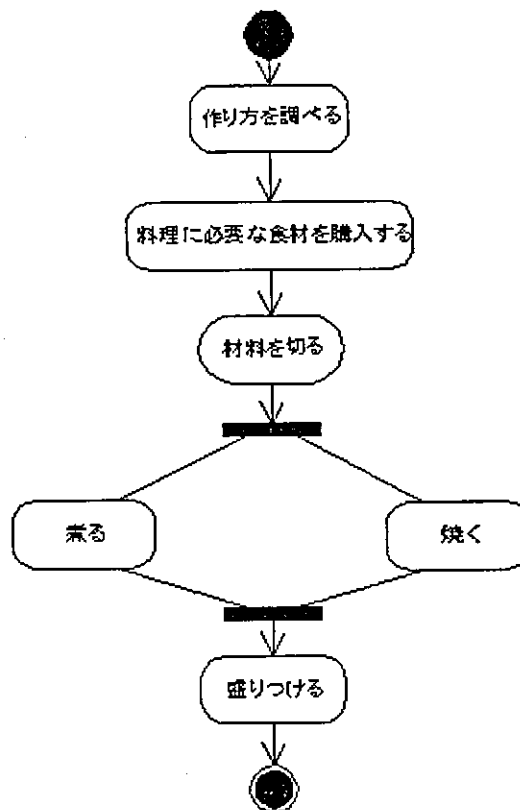 作り方を調べる
料理に必要な食材を購入する
材料を切る
煮る
焼く
盛りつける